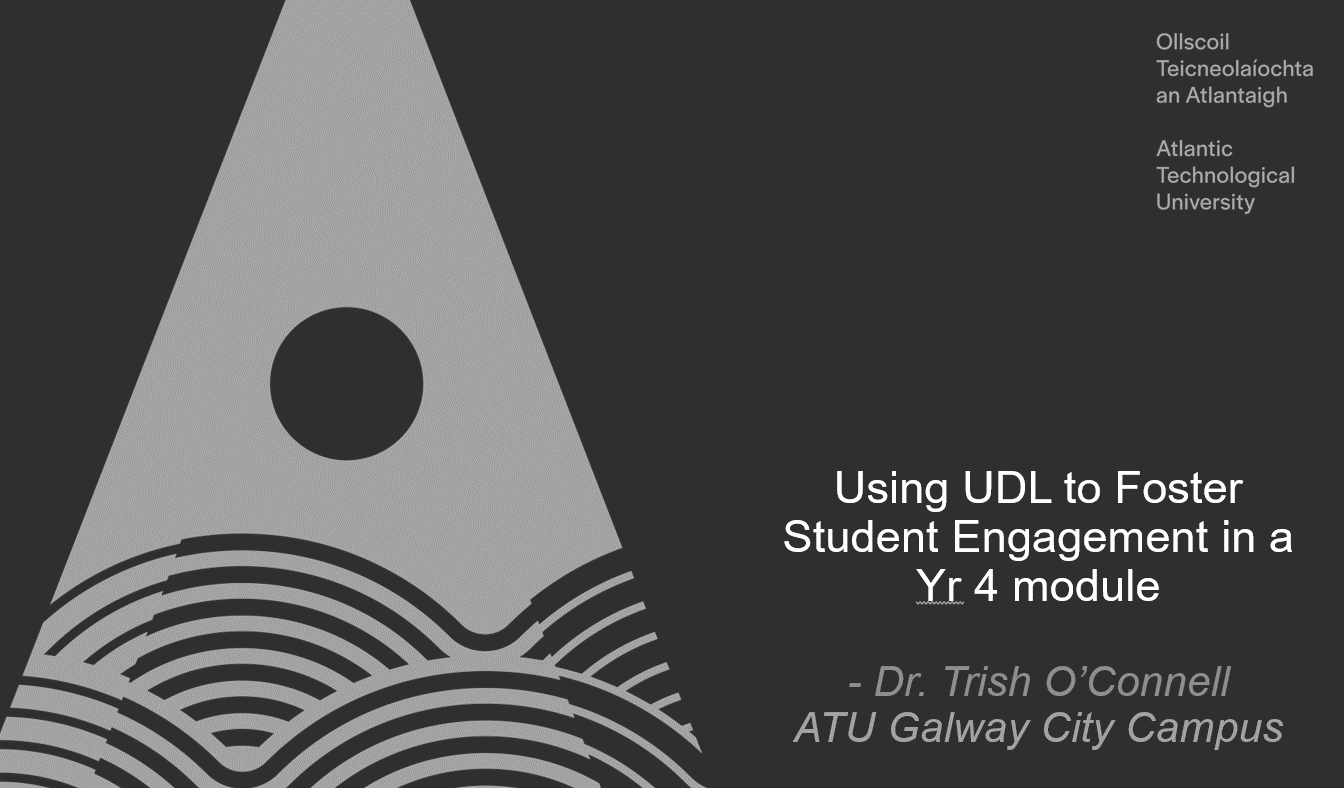 Ollscoil
Teicneolaíochta
an Atlantaigh
Atlantic
Technological
University
Using UDL to Foster
Student Engagement in a
Yr 4 module
- Dr. Trish O’Connell
ATU Galway City Campus